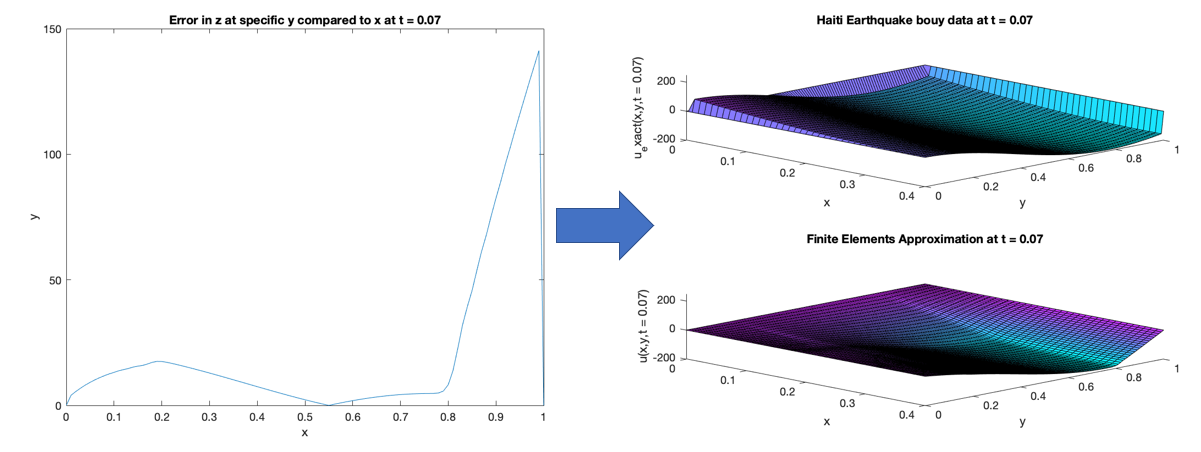 Error in z at specific y compared to x at t = 0.07
150
100
50
0
y
0 0.1 0.2 0.3 0.4 0.5 0.6 0.7 0.8 0.9 1
x
Haiti Earthquake bouy data at t = 0.07
u_exact(x,y,t = 0.07)
200
0
-200
0 0.1 0.2 0.3 0.4
x
0 0.2 0.4 0.6 0.8 1
y
Finite Elements Approximation at t = 0.07
u(x,y,t = 0.07)
200
0
-200
0 0.1 0.2 0.3 0.4
x
0 0.2 0.4 0.6 0.8 1
y